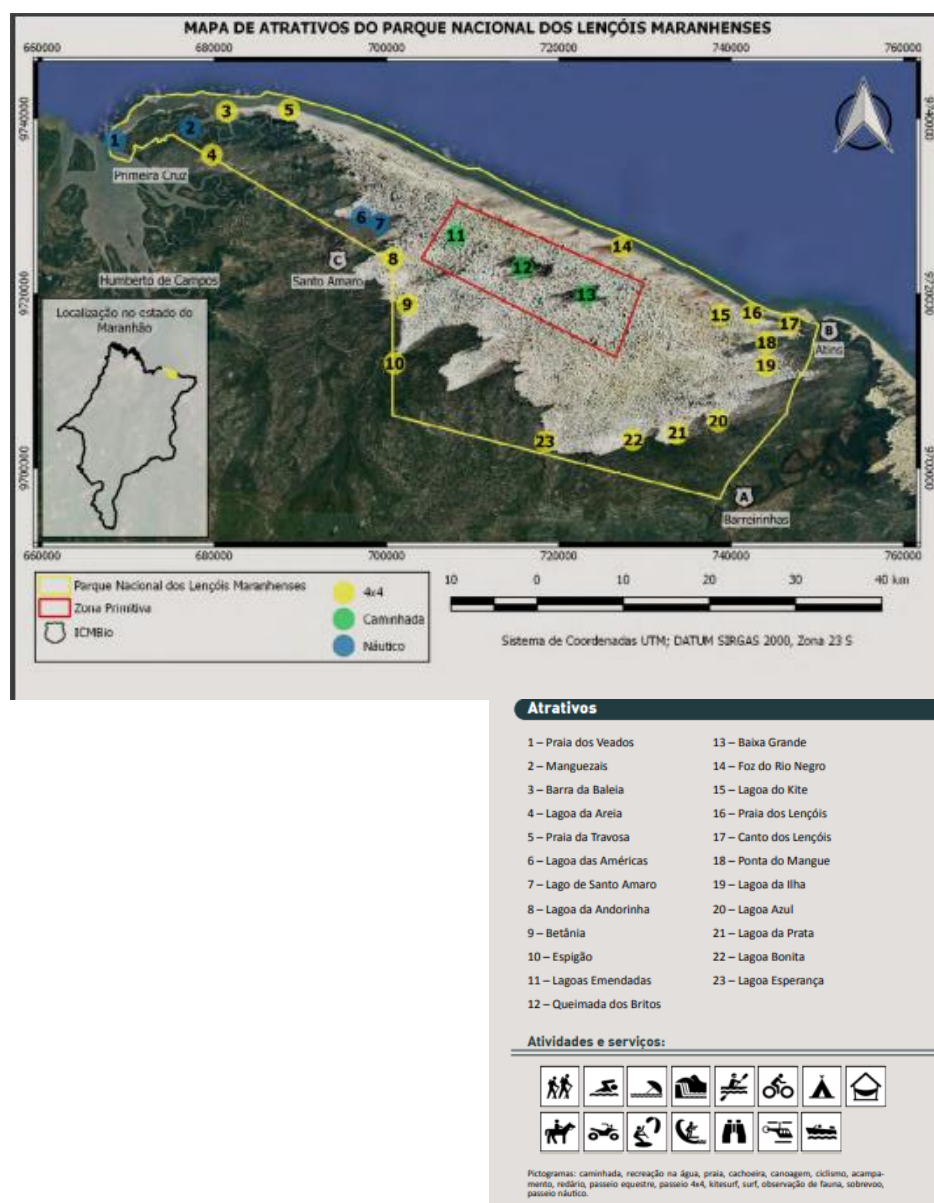 MAPA DE ATRATIVOS DO PARQUE NACIONAL DOS LENÇÓIS MARANHENSES
660000 680000 700000 720000 740000 760000
9740000 9740000
9720000 9720000
9700000 9700000
1
2
3
5
4
Primeira Cruz
6
7
11
14
C
8
12
Santo Amaro
Humberto de Campos
13
9
15
16
17
B
Atins
18
10
19
Localização no estado do
Maranhão
20
21
22
23
A
Barreirinhas
660000 680000 700000 720000 740000 760000
Parque Nacional dos Lençóis Maranhenses
Zona Primitiva
ICMBio
4x4
Caminhada
Náutico
10 0 10 20 30 40 km
Sistema de Coordenadas UTM; DATUM SIRGAS 2000, Zona 23 S
Atrativos
1 – Praia dos Veados
2 – Manguezais
3 – Barra da Baleia
4 – Lagoa da Areia
5 – Praia da Travosa
6 – Lagoa das Américas
7 – Lago de Santo Amaro
8 – Lagoa da Andorinha
9 – Betânia
10 – Espigão
11 – Lagoas Emendadas
12 – Queimada dos Britos
13 – Baixa Grande
14 – Foz do Rio Negro
15 – Lagoa do Kite
16 – Praia dos Lençóis
17 – Canto dos Lençóis
18 – Ponta do Mangue
19 – Lagoa da Ilha
20 – Lagoa Azul
21 – Lagoa da Prata
22 – Lagoa Bonita
23 – Lagoa Esperança
Atividades e serviços:
Pictogramas: caminhada, recreação na água, praia, cachoeira, canoagem, ciclismo, acampa-
mento, redário, passeio equestre, passeio 4x4, kitesurf, surf, observação de fauna, sobrevoo,
passeio náutico.